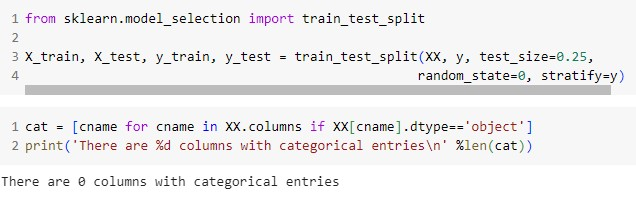 1 from sklearn.model_selection import train_test_split
2
3 X_train, X_test, y_train, y_test = train_test_split(XX, y, test_size=0.25,
4 random_state=0, stratify=y)
1 cat = [cname for cname in XX.columns if XX[cname].dtype=='object']
2 print('There are %d columns with categorical entries\n' %len(cat))
There are 0 columns with categorical entries